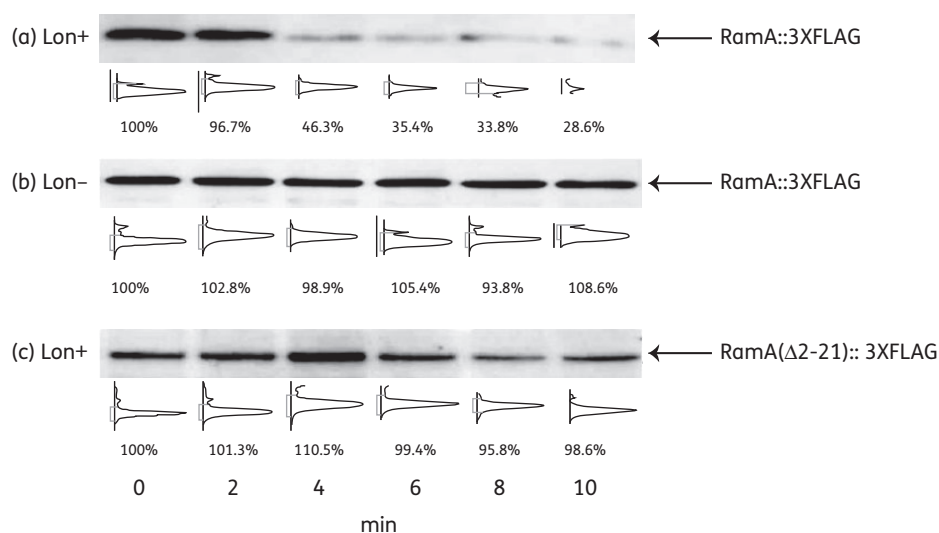 (a) Lon+ RamA::3XFLAG
100% 96.7% 46.3% 35.4% 33.8% 28.6%
(b) Lon– RamA::3XFLAG
100% 102.8% 98.9% 105.4% 93.8% 108.6%
(c) Lon+ RamA(Δ2-21):: 3XFLAG
100% 101.3% 110.5% 99.4% 95.8% 98.6%
0 2 4 6 8 10
min